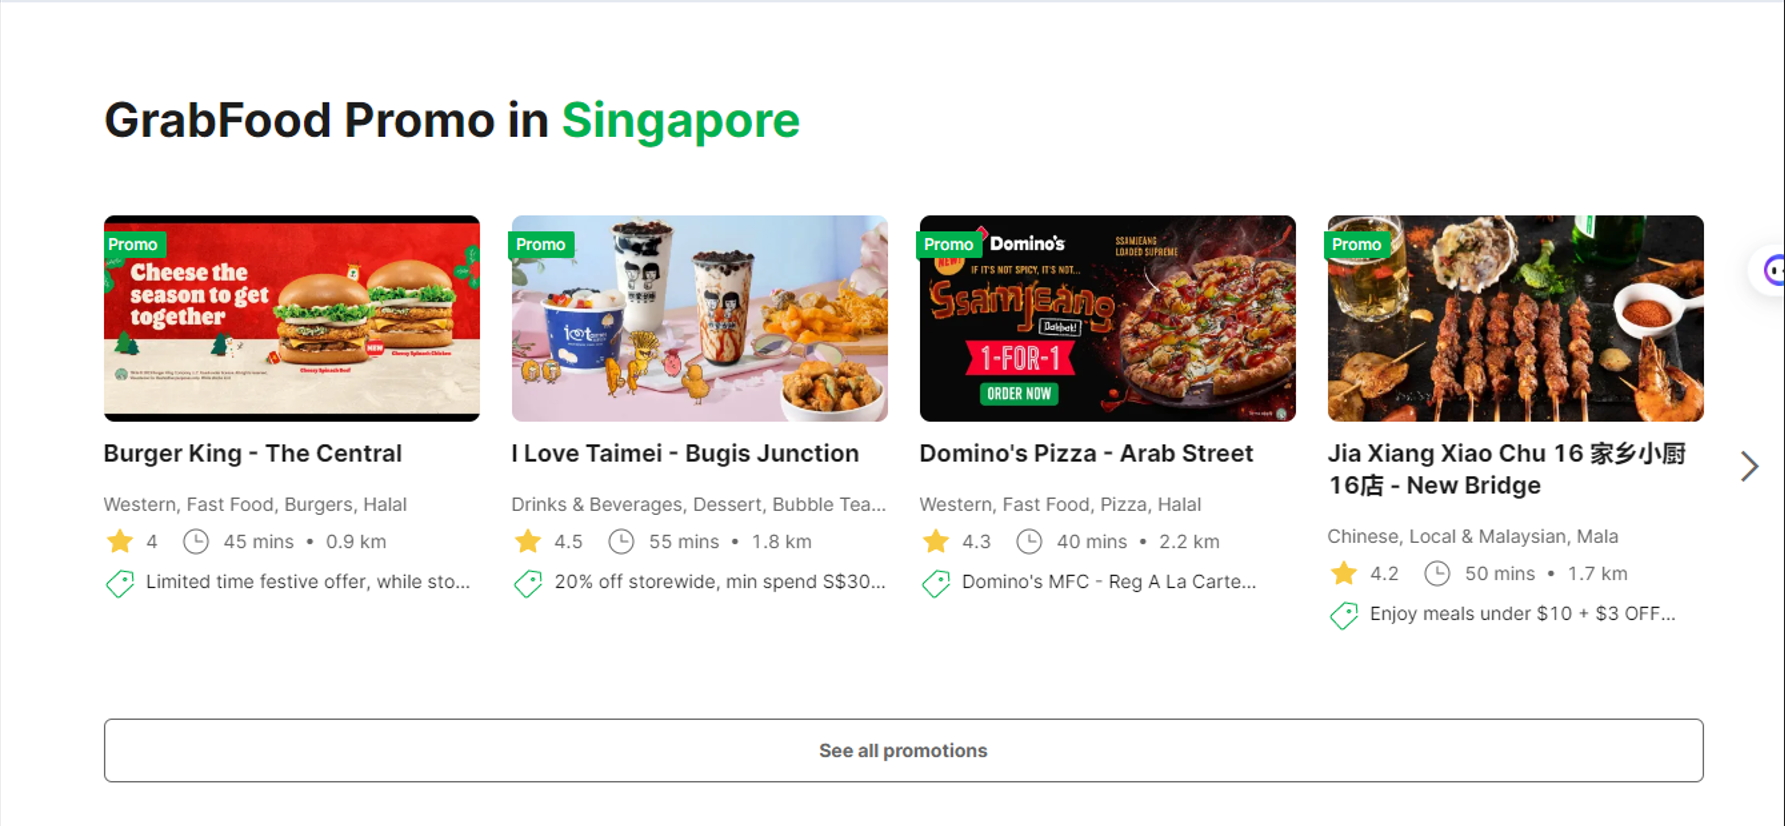 GrabFood Promo in Singapore
Promo
Cheese the
season to get
together
NEW
Cheesy Spinach Beef
Cheesy Spinach Chicken
Promo
Promo
Domino's
SSAMJEANG
LOADED SUPREME
NEW!
IF IT'S NOT SPICY, IT'S NOT...
Ssamjeang
1-FOR-1
ORDER NOW
Promo
Burger King - The Central
Western, Fast Food, Burgers, Halal
4 45 mins • 0.9 km
Limited time festive offer, while sto...
I Love Taimei - Bugis Junction
Drinks & Beverages, Dessert, Bubble Tea...
4.5 55 mins • 1.8 km
20% off storewide, min spend S$30...
Domino's Pizza - Arab Street
Western, Fast Food, Pizza, Halal
4.3 40 mins • 2.2 km
Domino's MFC - Reg A La Carte...
Jia Xiang Xiao Chu 16 家乡小厨
16店 - New Bridge
Chinese, Local & Malaysian, Mala
4.2 50 mins • 1.7 km
Enjoy meals under $10 + $3 OFF...
See all promotions